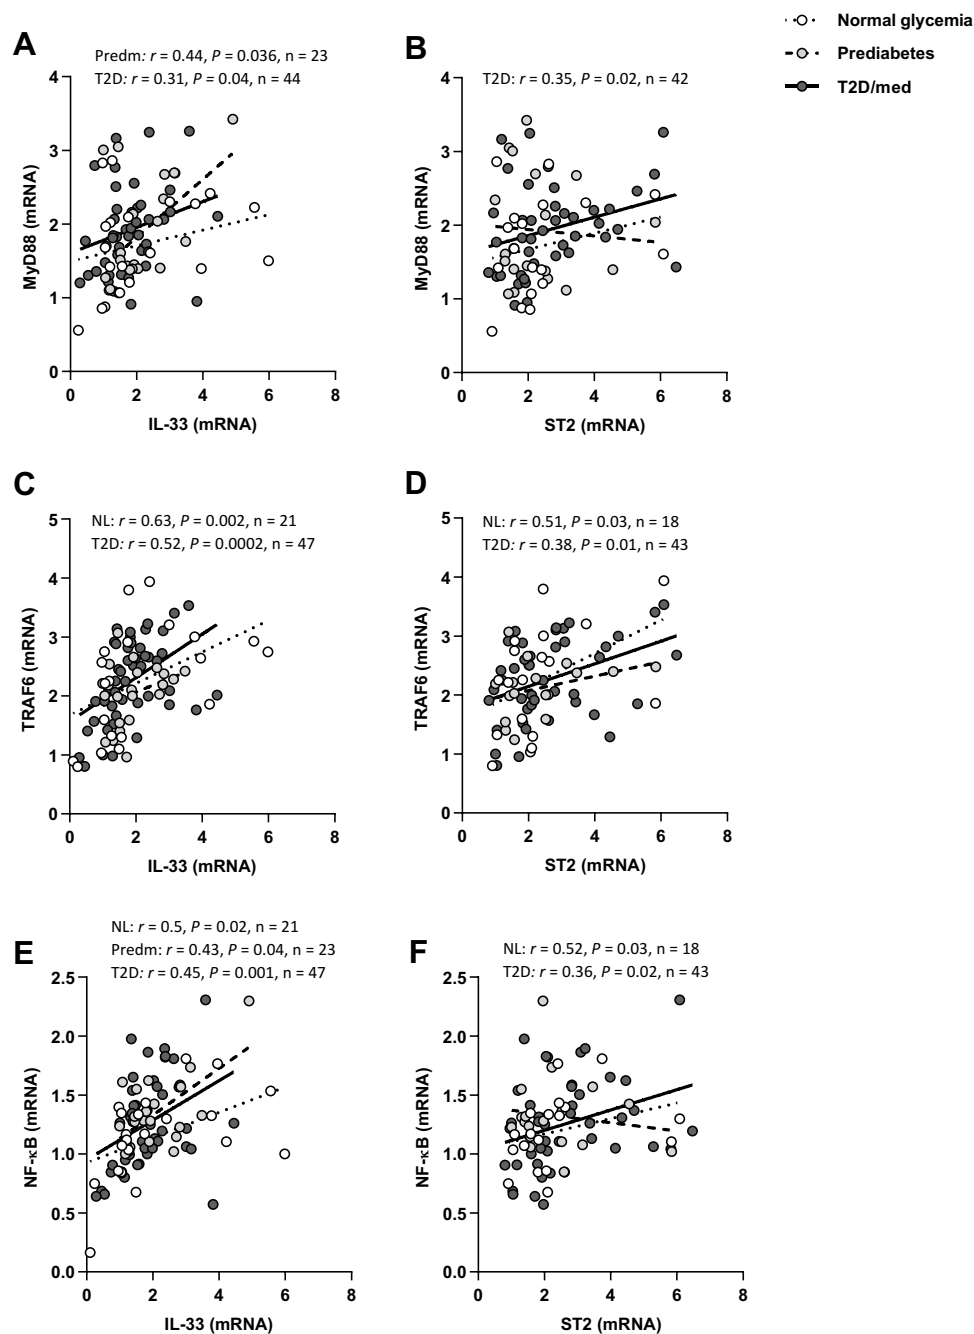 Normal glycemia
Prediabetes
T2D/med
A
Predm: r = 0.44, P = 0.036, n = 23
T2D: r = 0.31, P = 0.04, n = 44
4
3
2
1
0
MyD88 (mRNA)
0 2 4 6 8
IL-33 (mRNA)
B
T2D: r = 0.35, P = 0.02, n = 42
4
3
2
1
0
MyD88 (mRNA)
0 2 4 6 8
ST2 (mRNA)
C
NL: r = 0.63, P = 0.002, n = 21
T2D: r = 0.52, P = 0.0002, n = 47
5
4
3
2
1
0
TRAF6 (mRNA)
0 2 4 6 8
IL-33 (mRNA)
D
NL: r = 0.51, P = 0.03, n = 18
T2D: r = 0.38, P = 0.01, n = 43
5
4
3
2
1
0
TRAF6 (mRNA)
0 2 4 6 8
ST2 (mRNA)
E
NL: r = 0.5, P = 0.02, n = 21
Predm: r = 0.43, P = 0.04, n = 23
T2D: r = 0.45, P = 0.001, n = 47
2.5
2.0
1.5
1.0
0.5
0.0
NF-κB (mRNA)
0 2 4 6 8
IL-33 (mRNA)
F
NL: r = 0.52, P = 0.03, n = 18
T2D: r = 0.36, P = 0.02, n = 43
2.5
2.0
1.5
1.0
0.5
0.0
NF-κB (mRNA)
0 2 4 6 8
ST2 (mRNA)